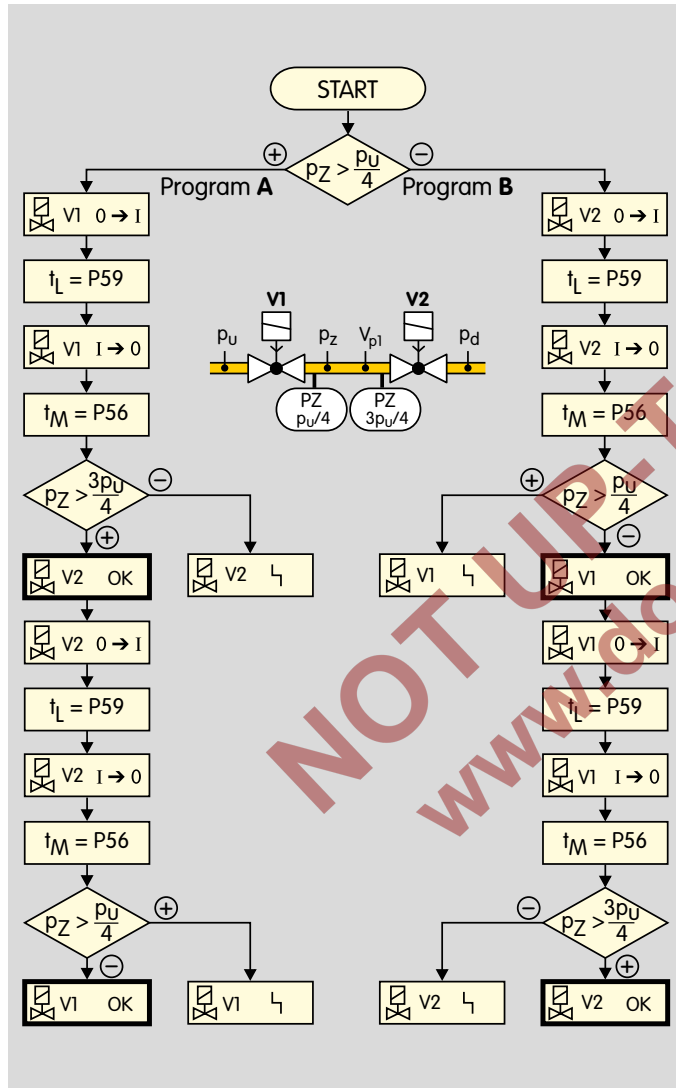 START
pZ > pu/4
+
−
Program A
Program B
V1 0 → I
V2 0 → I
tL = P59
tL = P59
V1 V2
pu pz Vp1 pd
V1 I → 0
V2 I → 0
PZ pu/4
PZ 3pu/4
tM = P56
tM = P56
pZ > 3pu/4
−
+
pZ > pu/4
+
−
V2 OK
V2
V1
V1 OK
V2 0 → I
V1 0 → I
tL = P59
tL = P59
V2 I → 0
V1 I → 0
tM = P56
tM = P56
pZ > pu/4
+
−
pZ > 3pu/4
−
+
V1 OK
V1
V2
V2 OK
NOT UP-T